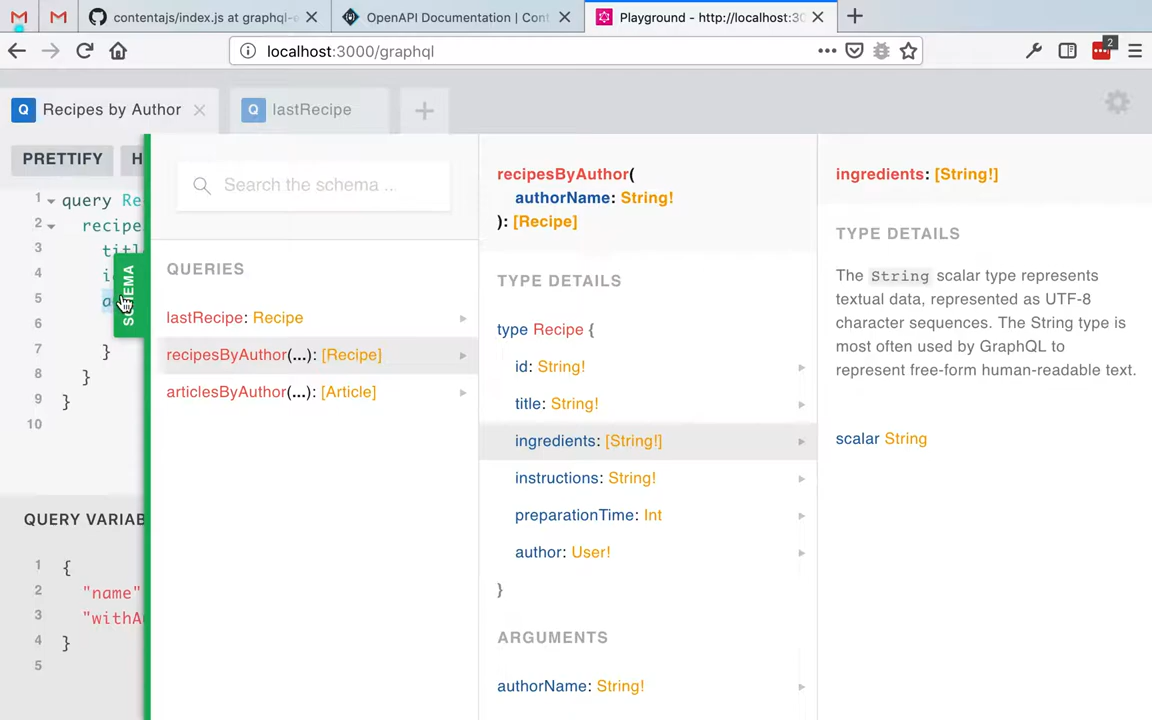 contentajs/index.js at graphql-
OpenAPI Documentation | Cont
Playground - http://localhost:30
localhost:3000/graphql
2
Q Recipes by Author
Q lastRecipe
PRETTIFY
H
1 query Re
2 recipe
3 title
4 i
5 a
6
7 }
8 }
9 }
10
SCHEMA
QUERY VARIAB
1 {
2 "name"
3 "withA
4 }
5
Search the schema ...
QUERIES
lastRecipe: Recipe
recipesByAuthor(...): [Recipe]
articlesByAuthor(...): [Article]
recipesByAuthor(
authorName: String!
): [Recipe]
TYPE DETAILS
type Recipe {
id: String!
title: String!
ingredients: [String!]
instructions: String!
preparationTime: Int
author: User!
}
ARGUMENTS
authorName: String!
ingredients: [String!]
TYPE DETAILS
The String scalar type represents
textual data, represented as UTF-8
character sequences. The String type is
most often used by GraphQL to
represent free-form human-readable text.
scalar String